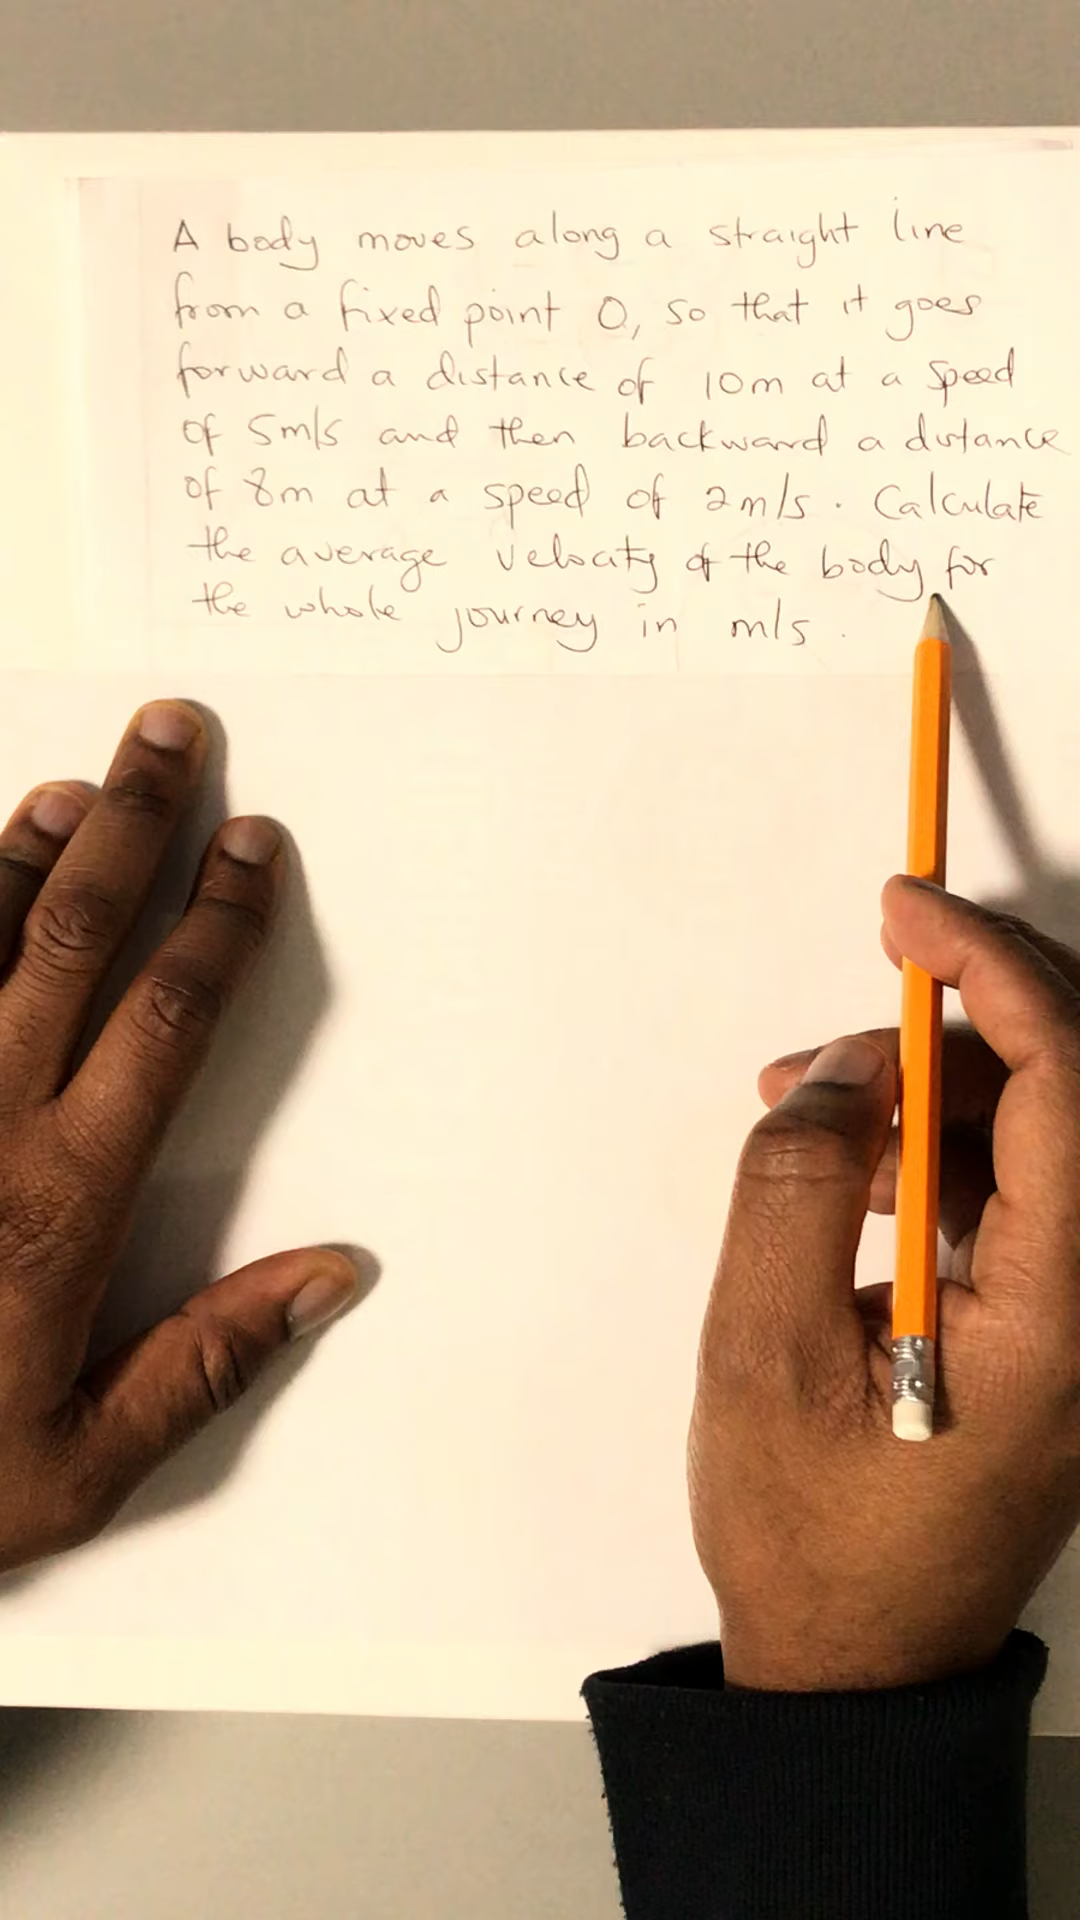 A body moves along a straight line
from a fixed point O, so that it goes
forward a distance of 10m at a speed
of 5m/s and then backward a distance
of 8m at a speed of 2m/s. Calculate
the average velocity of the body for
the whole journey in m/s.